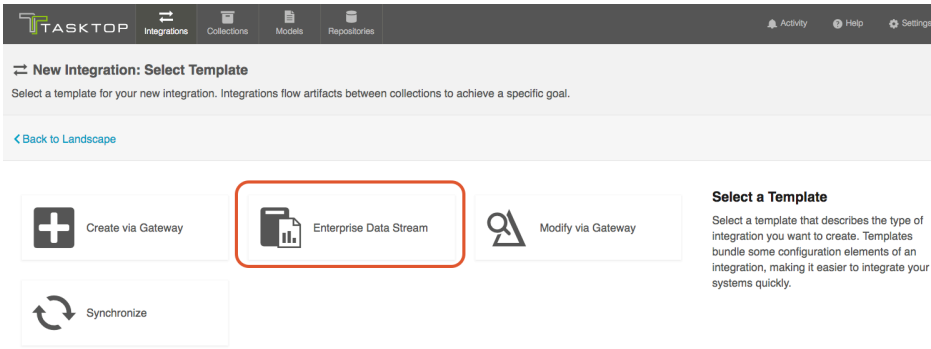 TASKTOP
Integrations
Collections
Models
Repositories
Activity
Help
Settings
New Integration: Select Template
Select a template for your new integration. Integrations flow artifacts between collections to achieve a specific goal.
Back to Landscape
Create via Gateway
Enterprise Data Stream
Modify via Gateway
Synchronize
Select a Template
Select a template that describes the type of
integration you want to create. Templates
bundle some configuration elements of an
integration, making it easier to integrate your
systems quickly.